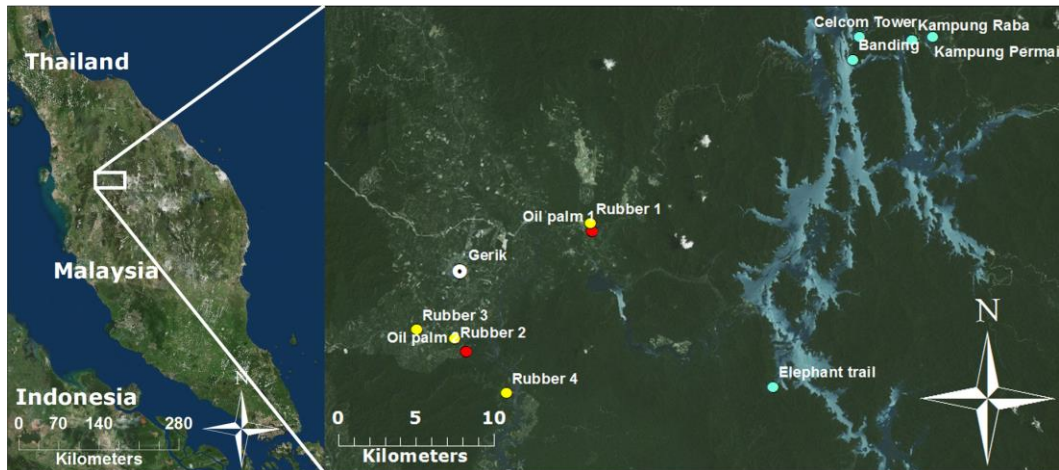 Thailand
Malaysia
Indonesia
N
0 70 140 280
Kilometers
Celcom Tower
Kampung Raba
Banding
Kampung Permai
Oil palm 1
Rubber 1
Gerik
Rubber 3
Oil palm
Rubber 2
Rubber 4
Elephant trail
N
0 5 10
Kilometers